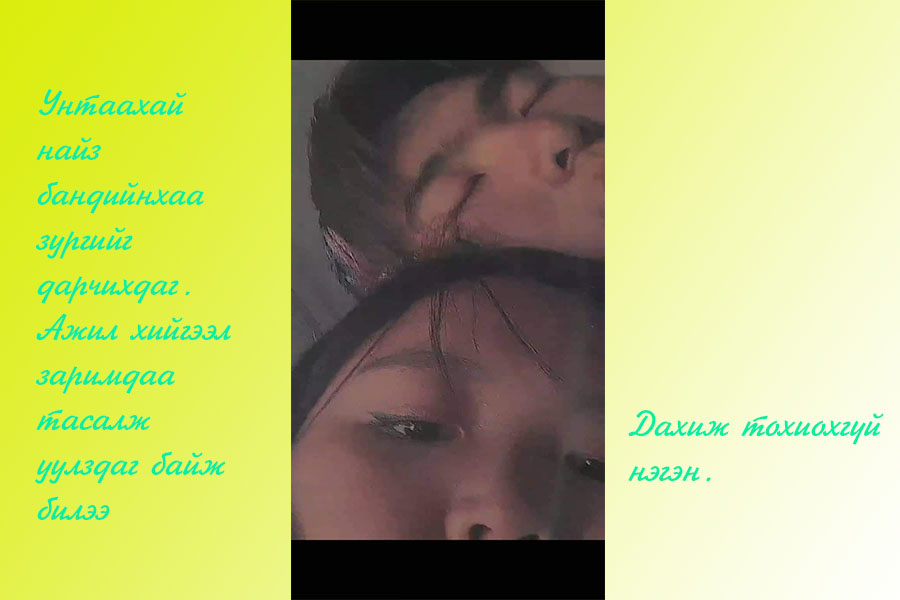 Унтаахай
найз
бандийнхаа
зургийг
дарчихдаг.
Ажил хийгээл
заримдаа
тасалж
уулздаг байж
билээ
Дахиж тохиохгүй
нэгэн.